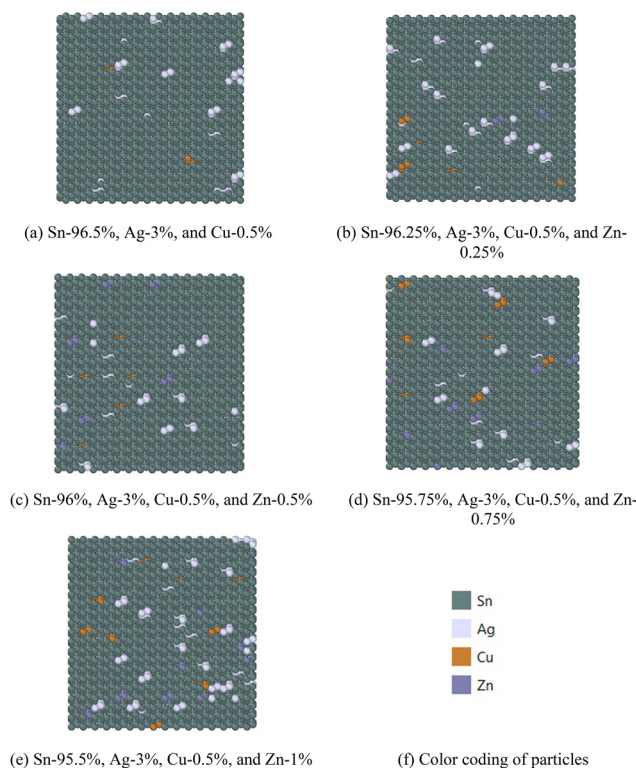 (a) Sn-96.5%, Ag-3%, and Cu-0.5%
(b) Sn-96.25%, Ag-3%, Cu-0.5%, and Zn-
0.25%
(c) Sn-96%, Ag-3%, Cu-0.5%, and Zn-0.5%
(d) Sn-95.75%, Ag-3%, Cu-0.5%, and Zn-
0.75%
Sn
Ag
Cu
Zn
(e) Sn-95.5%, Ag-3%, Cu-0.5%, and Zn-1%
(f) Color coding of particles